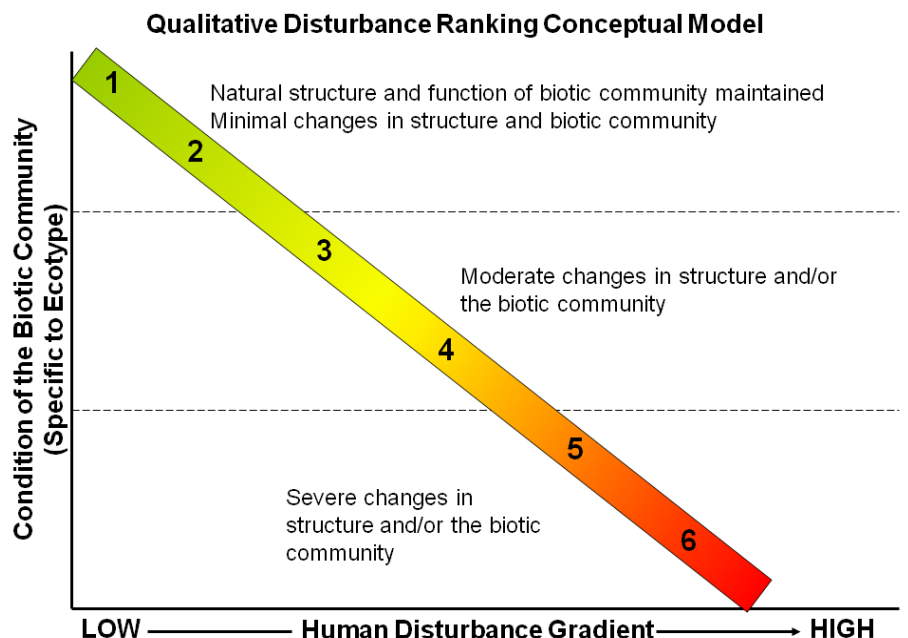 Qualitative Disturbance Ranking Conceptual Model
Condition of the Biotic Community
(Specific to Ecotype)
1
Natural structure and function of biotic community maintained
Minimal changes in structure and biotic community
2
3
Moderate changes in structure and/or
the biotic community
4
5
Severe changes in
structure and/or the biotic
community
6
LOW Human Disturbance Gradient HIGH